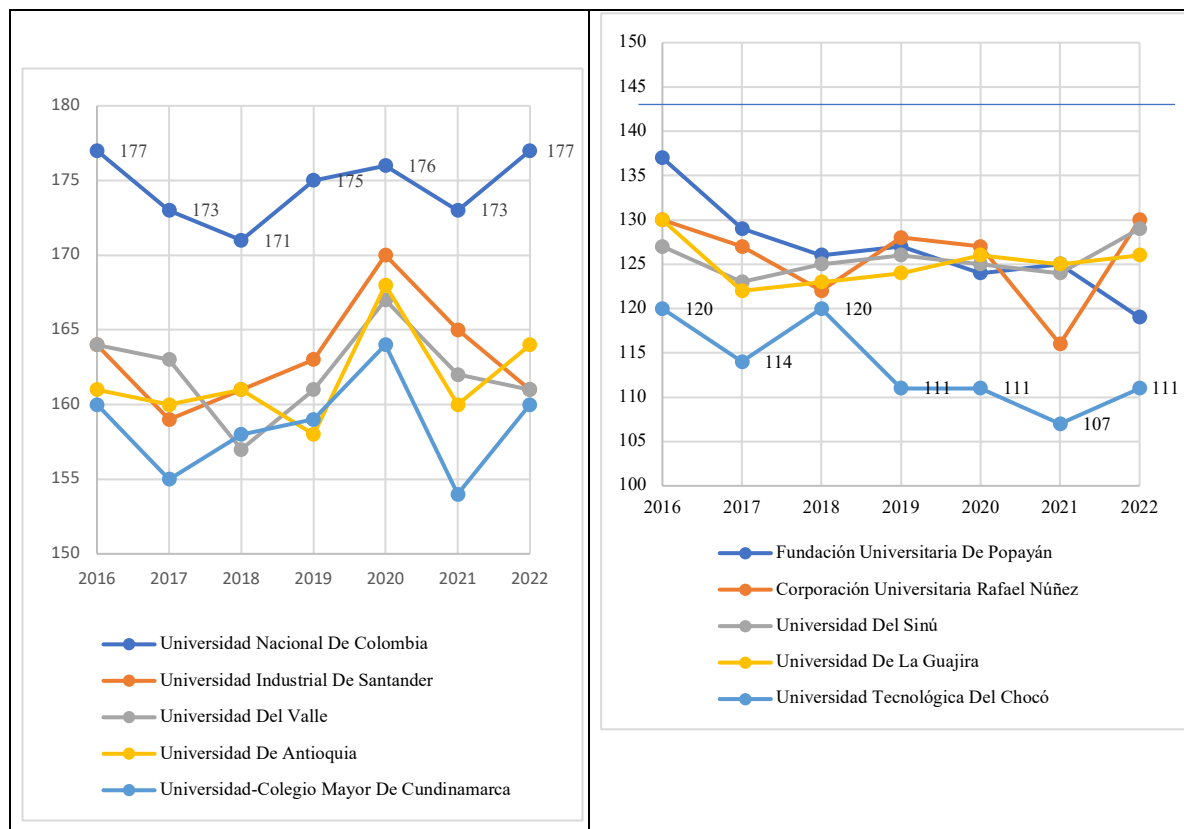 180
175
170
165
160
155
150
177
173
171
175
176
173
177
2016 2017 2018 2019 2020 2021 2022
Universidad Nacional De Colombia
Universidad Industrial De Santander
Universidad Del Valle
Universidad De Antioquia
Universidad-Colegio Mayor De Cundinamarca
150
145
140
135
130
125
120
115
110
105
100
120
114
120
111
111
107
111
2016 2017 2018 2019 2020 2021 2022
Fundación Universitaria De Popayán
Corporación Universitaria Rafael Núñez
Universidad Del Sinú
Universidad De La Guajira
Universidad Tecnológica Del Chocó